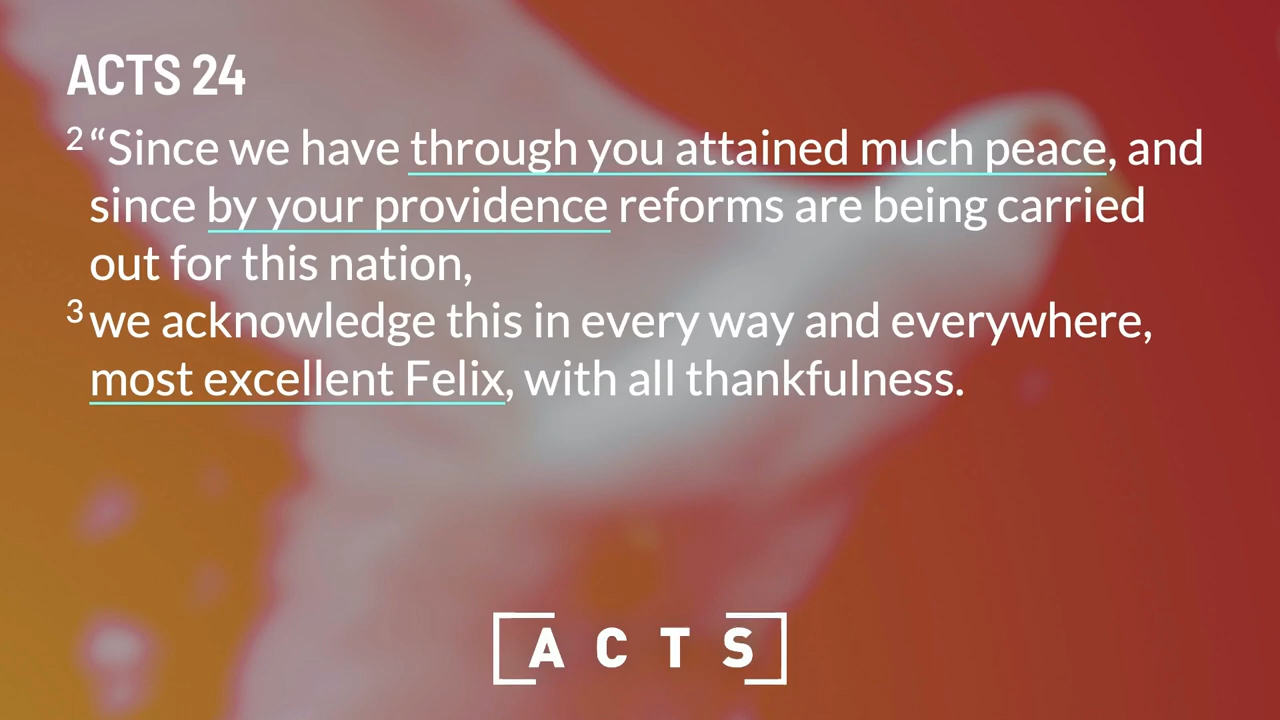 ACTS 24
2 “Since we have through you attained much peace, and
since by your providence reforms are being carried
out for this nation,
3 we acknowledge this in every way and everywhere,
most excellent Felix, with all thankfulness.
ACTS